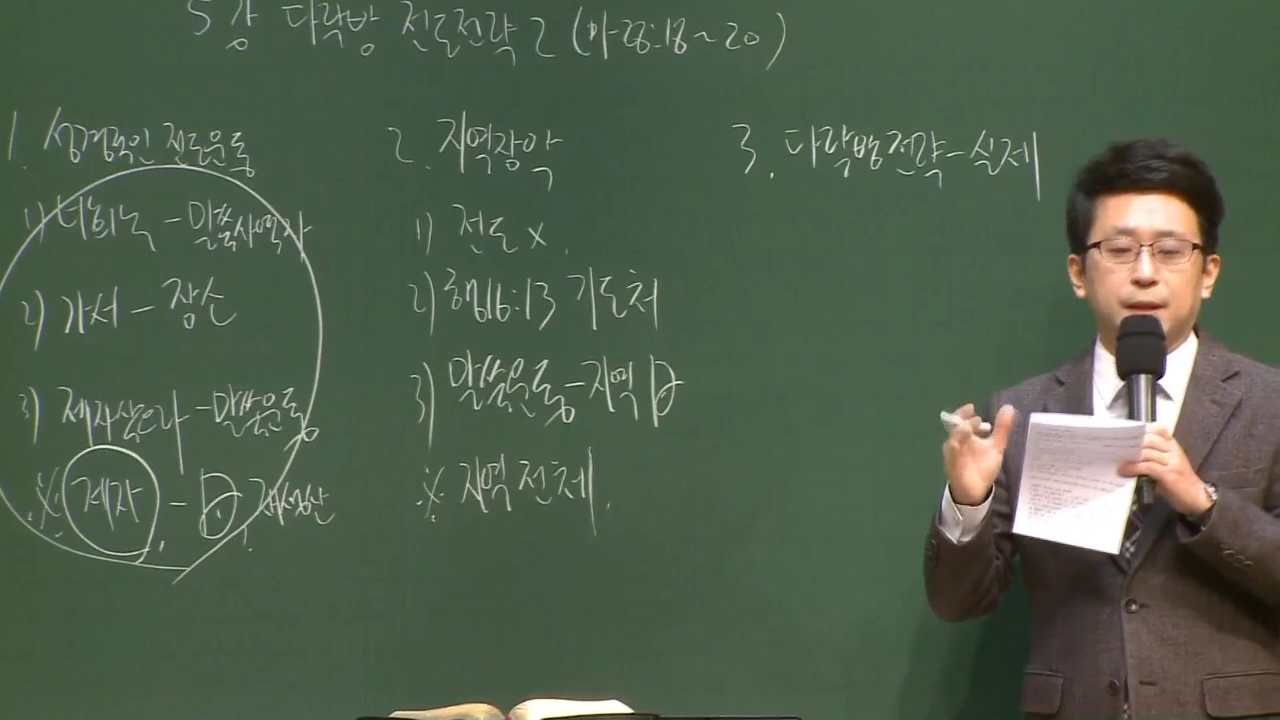 5강 다락방 전도전략 2 (마28:18~20)
1. 성경적인 전도운동
1) 너희는 - 말씀사역자
2) 가서 - 장소
3) 제자삼으라 - 말씀운동
※ 제자 - D 재생산
2. 지역장악
1) 전도 x.
2) 행16:13 기도처
3) 말씀운동 - 지역 D
※ 지역 전체.
3. 다락방전략-실제